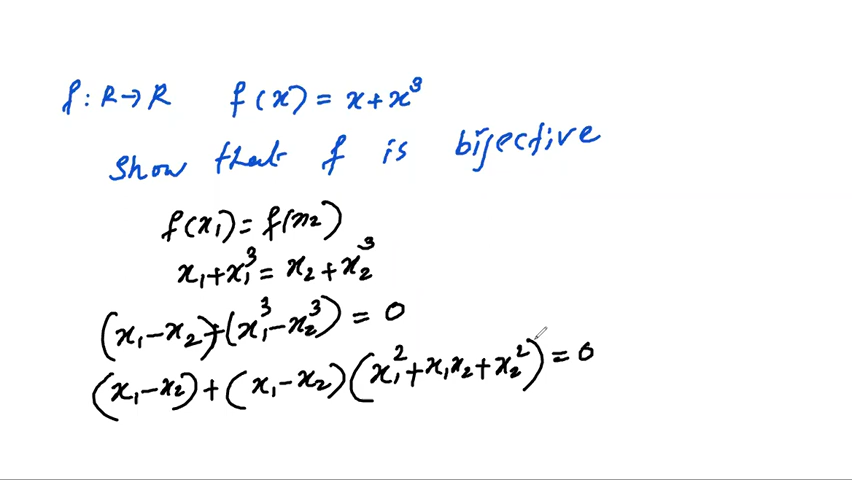 f : R → R f(x) = x + x³
Show that f is bijective
f(x₁) = f(x₂)
x₁ + x₁³ = x₂ + x₂³
(x₁ - x₂) + (x₁³ - x₂³) = 0
(x₁ - x₂) + (x₁ - x₂)(x₁² + x₁x₂ + x₂²) = 0